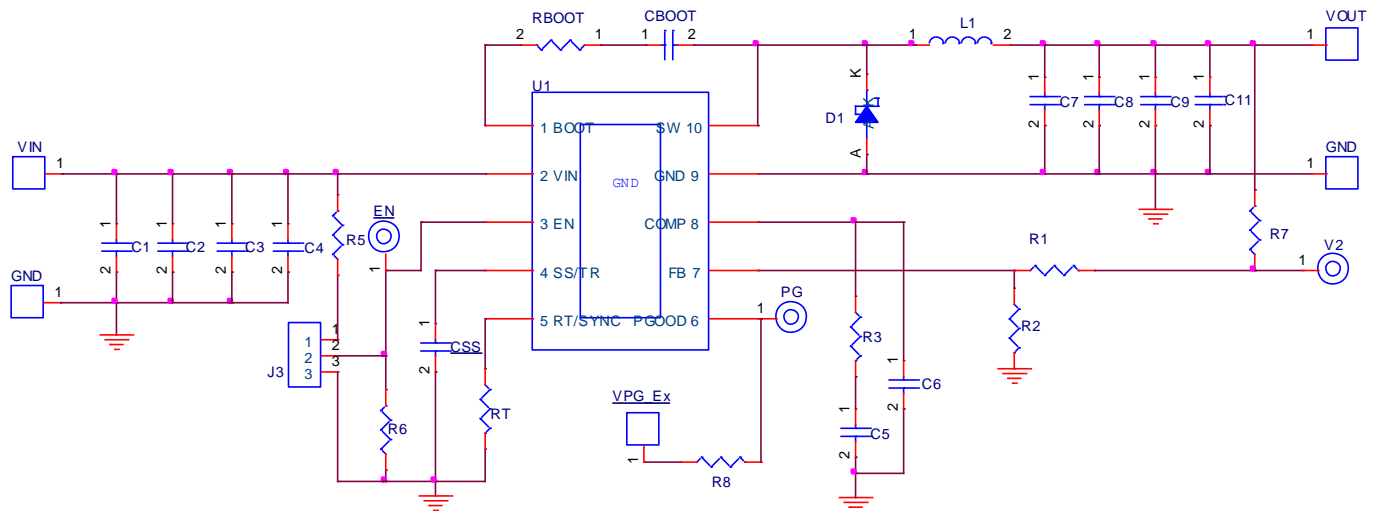 RBOOT
CBOOT
L1
VOUT
2 1 1 2 1 2 1
U1
K
1 1 1 1
C7 C8 C9 C11
D1
A
2 2 2 2
1 BOOT
SW 10
VIN
1
2 VIN
GND 9
GND
GND
1
3 EN
COMP 8
EN
1 1 1 1
C1 C2 C3 C4
2 2 2 2
R5
1
R1
R7
V2
1
GND
1
4 SS/TR
FB 7
PG
1
5 RT/SYNC
PGOOD 6
R2
R3
J3
1 1
2 2
3 3
1
CSS
2
1
C6
2
VPG_Ex
1
RT
R6
1
C5
2
R8